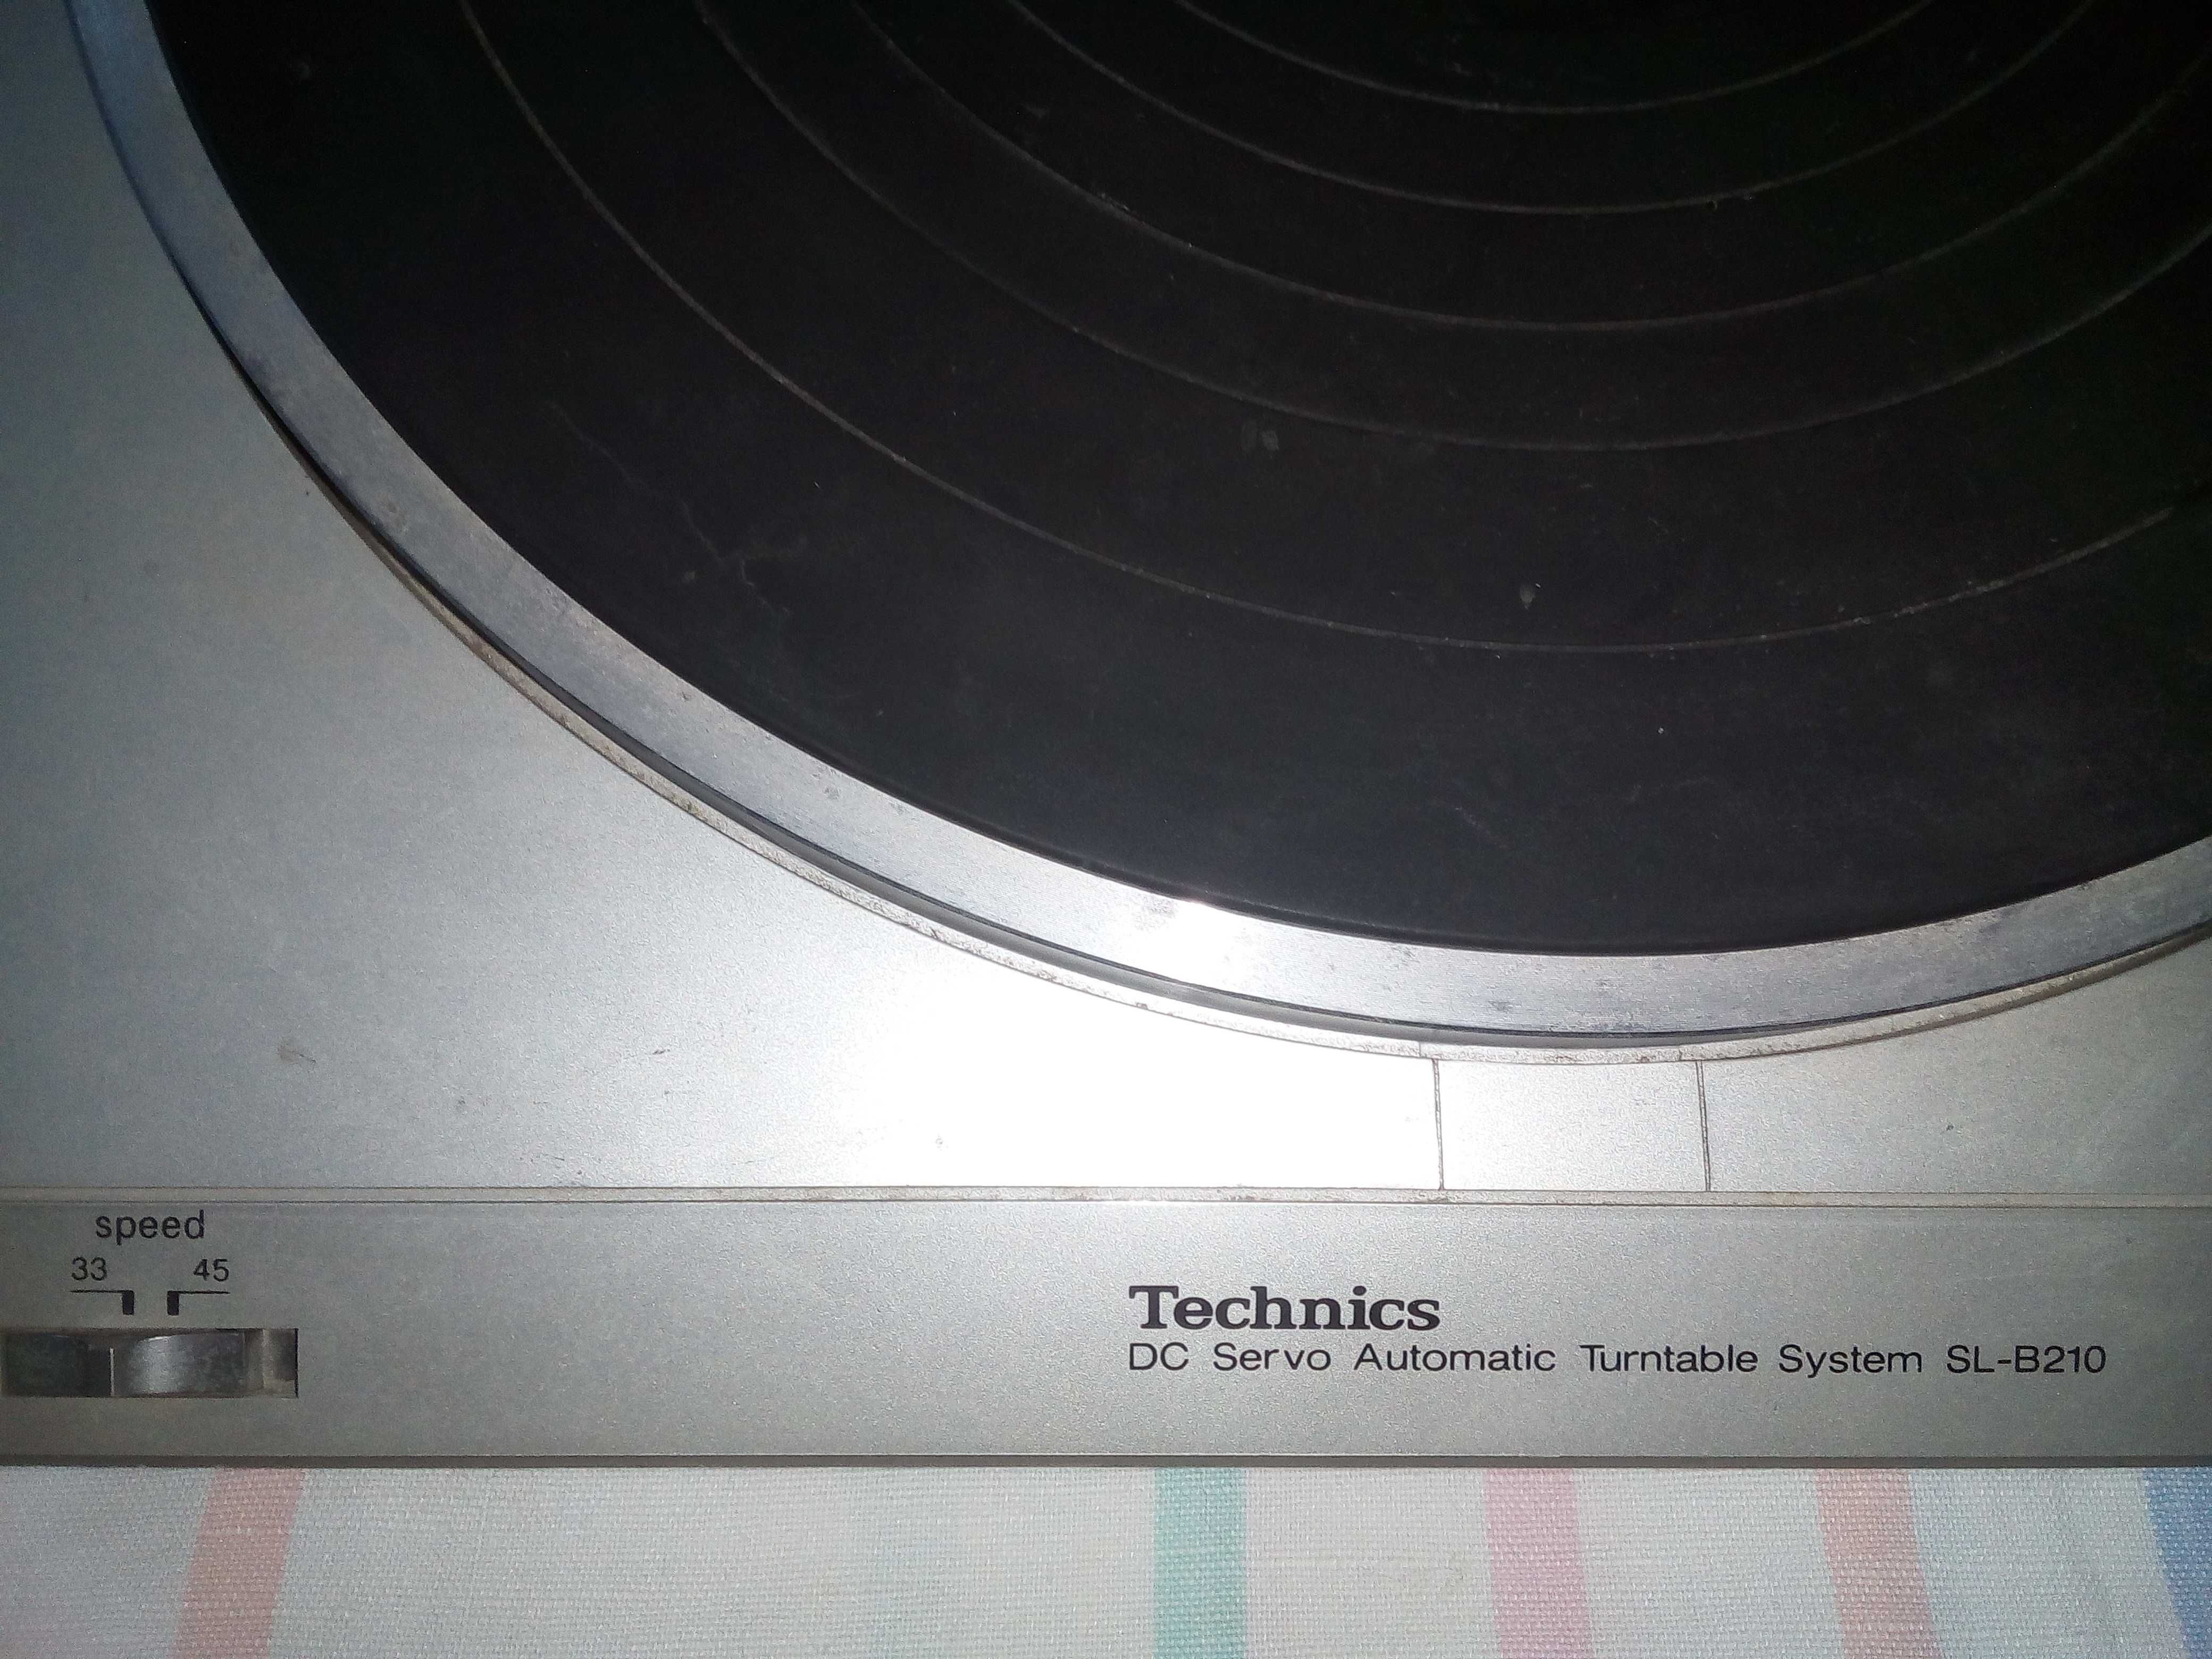 speed
33 45
Technics
DC Servo Automatic Turntable System SL-B210